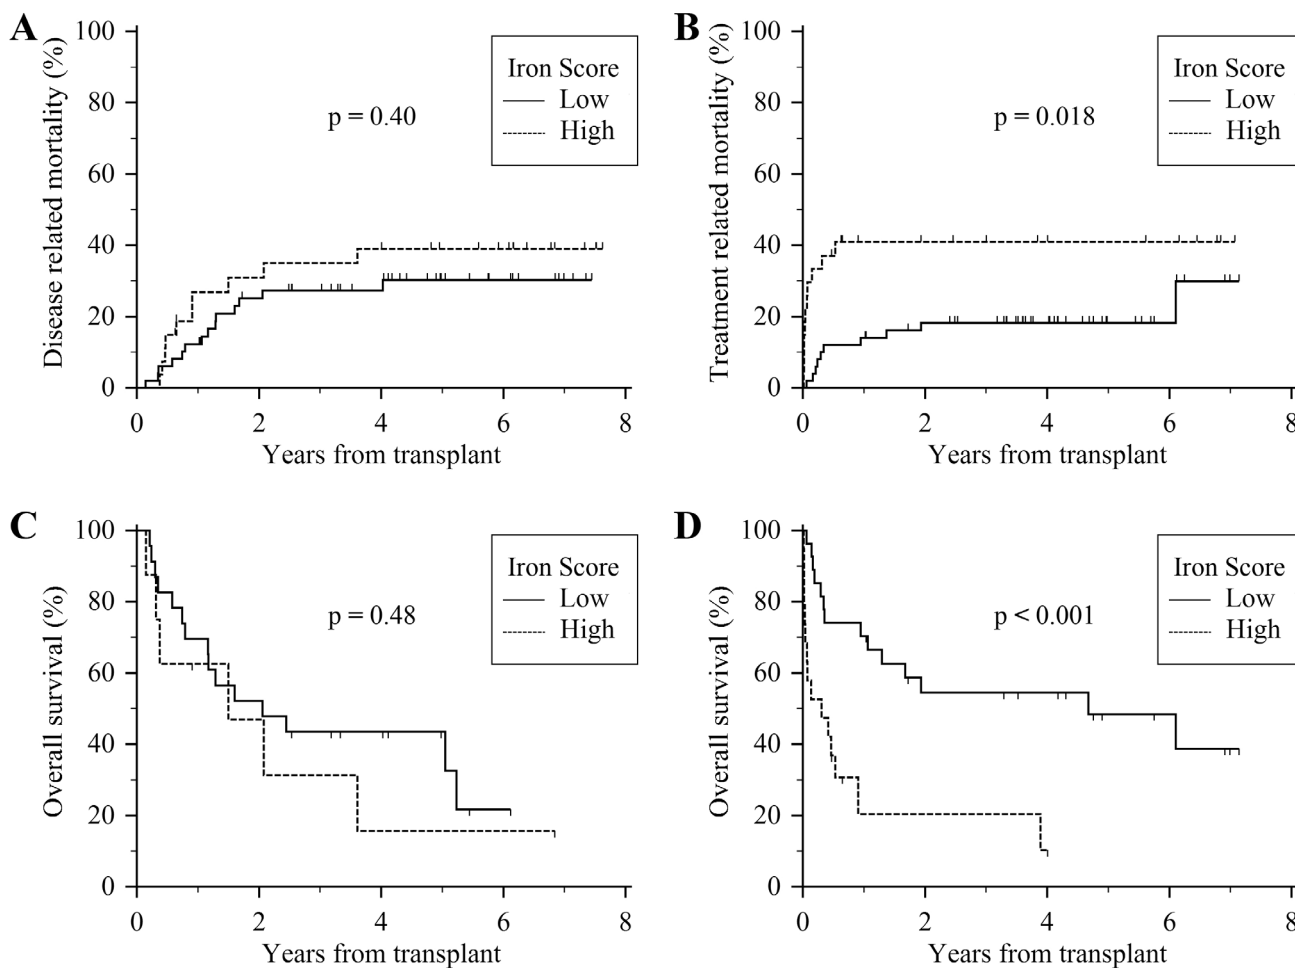 A
Disease related mortality (%)
100
80
60
40
20
0
p = 0.40
Iron Score
Low
High
0 2 4 6 8
Years from transplant
B
Treatment related mortality (%)
100
80
60
40
20
0
p = 0.018
Iron Score
Low
High
0 2 4 6 8
Years from transplant
C
Overall survival (%)
100
80
60
40
20
0
p = 0.48
Iron Score
Low
High
0 2 4 6 8
Years from transplant
D
Overall survival (%)
100
80
60
40
20
0
p < 0.001
Iron Score
Low
High
0 2 4 6 8
Years from transplant